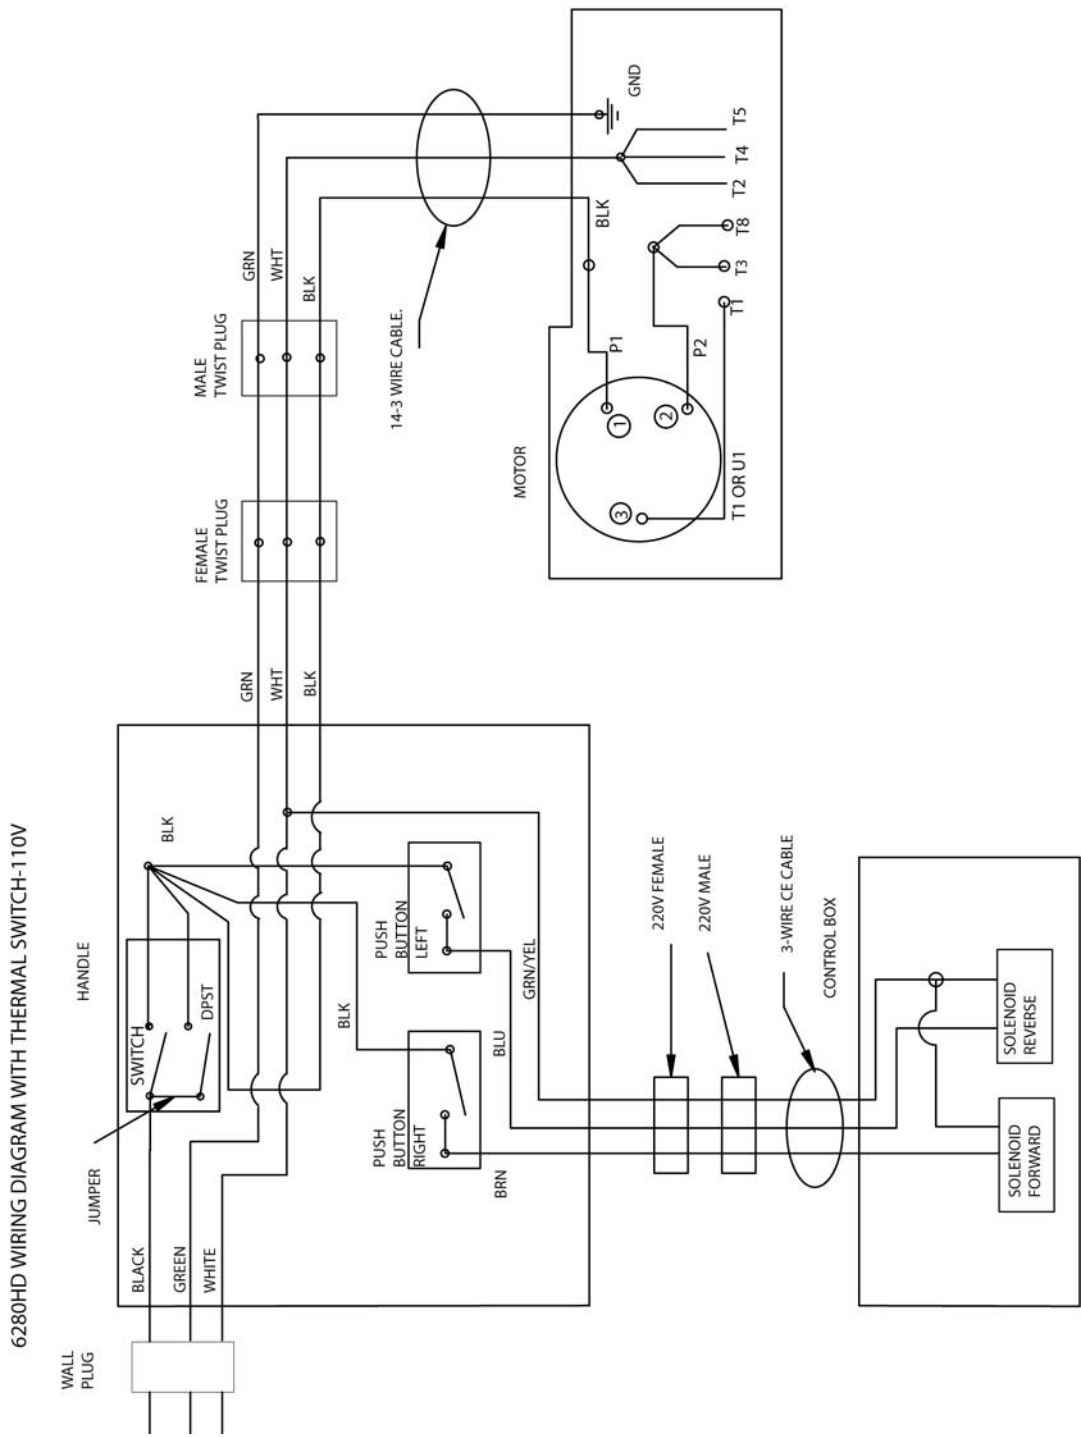 6280HD WIRING DIAGRAM WITH THERMAL SWITCH-110V
WALL
PLUG
BLACK
GREEN
WHITE
JUMPER
HANDLE
SWITCH
DPST
BLK
BLK
PUSH
BUTTON
RIGHT
PUSH
BUTTON
LEFT
BRN
BLU
GRN/YEL
GRN
WHT
BLK
FEMALE
TWIST PLUG
MALE
TWIST PLUG
GRN
WHT
BLK
14-3 WIRE CABLE.
MOTOR
1
2
3
P1
P2
BLK
GND
T5
T4
T2
T8
T3
T1
T1 OR U1
220V FEMALE
220V MALE
3-WIRE CE CABLE
CONTROL BOX
SOLENOID
FORWARD
SOLENOID
REVERSE